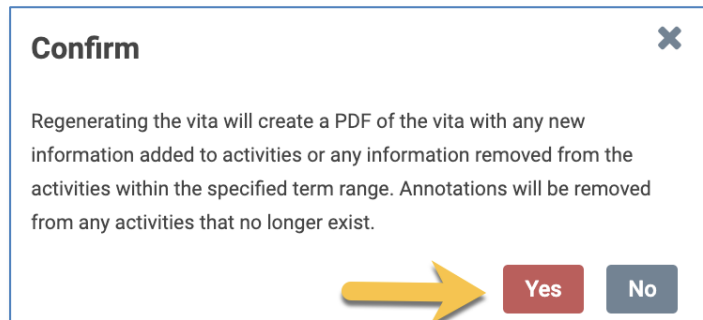 Confirm
Regenerating the vita will create a PDF of the vita with any new
information added to activities or any information removed from the
activities within the specified term range. Annotations will be removed
from any activities that no longer exist.
Yes No